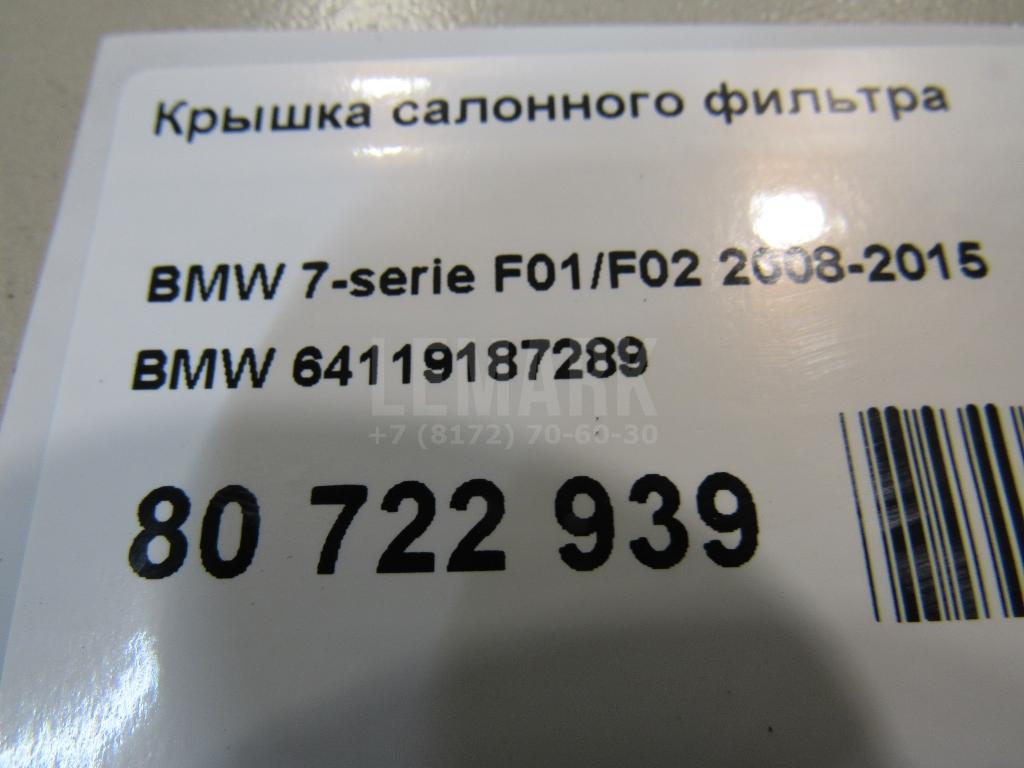 Крышка салонного фильтра
BMW 7-serie F01/F02 2008-2015
BMW 64119187289
LEMARK
+7 (8172) 70-60-30
80 722 939